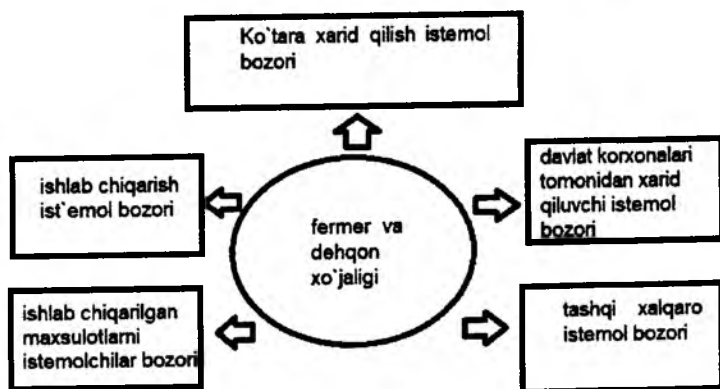 Ko`tara xarid qilish istemol
bozori
ishlab chiqarish
ist`emol bozori
davlat korxonalari
tomonidan xarid
qiluvchi istemol
bozori
fermer va
dehqon
xo`jaligi
ishlab chiqarilgan
maxsulotlarni
istemolchilar bozori
tashqi xalqaro
istemol bozori